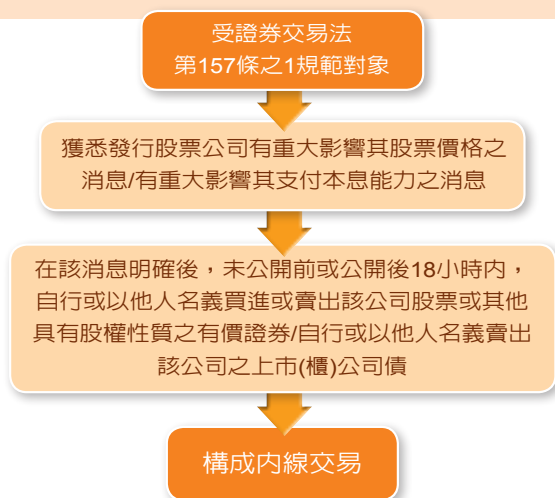 受證券交易法
第157條之1規範對象
獲悉發行股票公司有重大影響其股票價格之
消息/有重大影響其支付本息能力之消息
在該消息明確後，未公開前或公開後18小時內，
自行或以他人名義買進或賣出該公司股票或其他
具有股權性質之有價證券/自行或以他人名義賣出
該公司之上市(櫃)公司債
構成內線交易